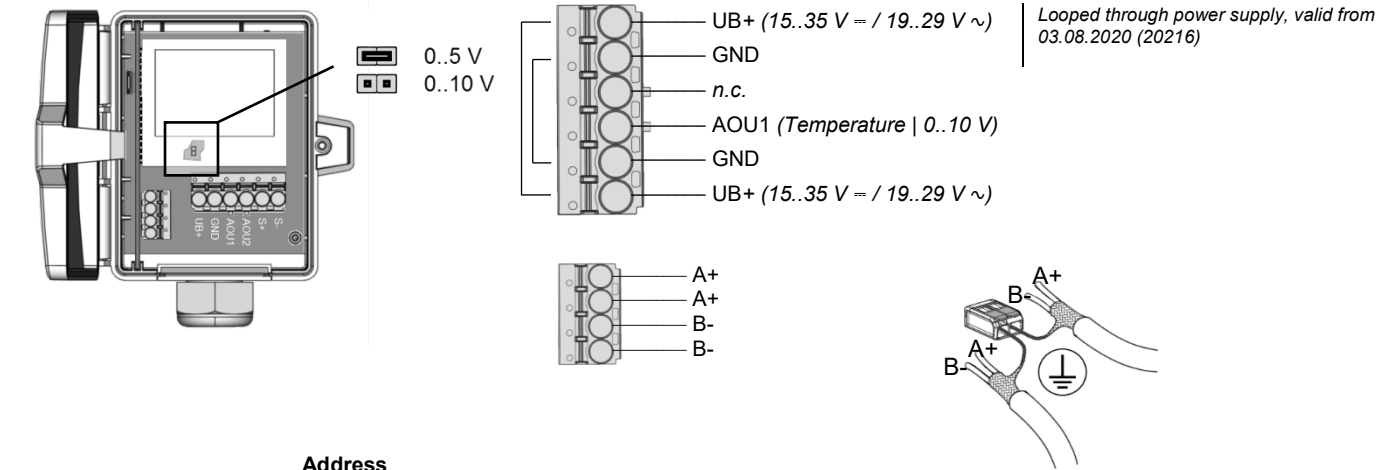 0..5 V
0..10 V
UB+
GND
AOU1
AOU2
S+
S-
UB+ (15..35 V ⎓ / 19..29 V ∿)
GND
n.c.
AOU1 (Temperature | 0..10 V)
GND
UB+ (15..35 V ⎓ / 19..29 V ∿)
Looped through power supply, valid from
03.08.2020 (20216)
A+
A+
B-
B-
A+
B-
A+
B-
Address